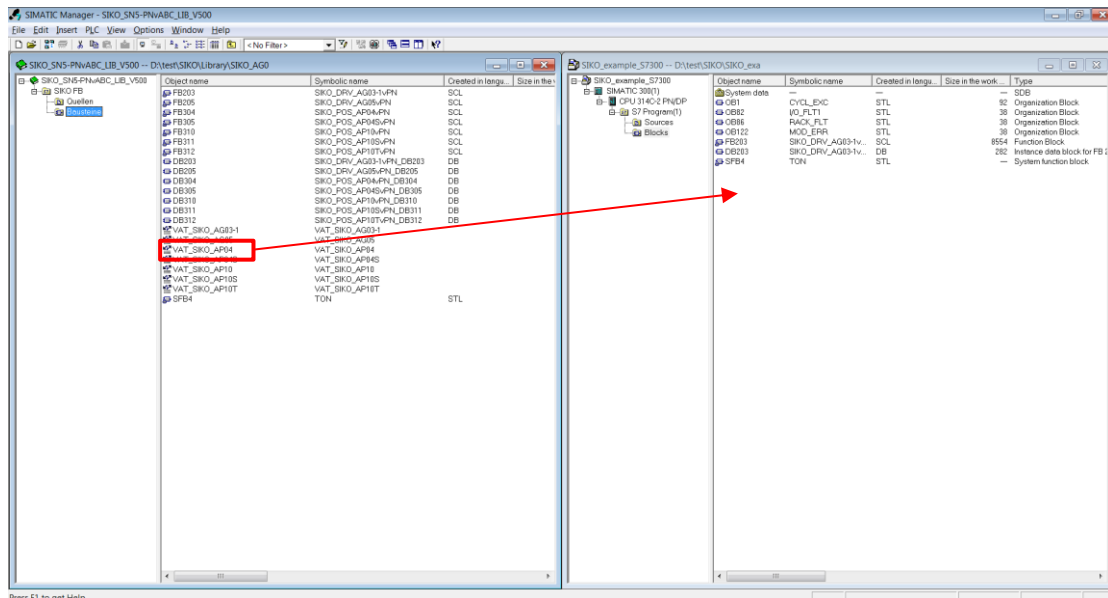 SIMATIC Manager - SIKO_SN5-PNvABC_LIB_V500
File Edit Insert PLC View Options Window Help
< No Filter >
SIKO_SN5-PNvABC_LIB_V500 -- D:\test\SIKO\Library\SIKO_AG0
SIKO_SN5-PNvABC_LIB_V500
SIKO FB
Quellen
Bausteine
Object name Symbolic name Created in langu... Size in the
FB203 SIKO_DRV_AG03-1vPN SCL
FB205 SIKO_DRV_AG05vPN SCL
FB304 SIKO_POS_AP04vPN SCL
FB305 SIKO_POS_AP04SvPN SCL
FB310 SIKO_POS_AP10vPN SCL
FB311 SIKO_POS_AP10SvPN SCL
FB312 SIKO_POS_AP10TvPN SCL
DB203 SIKO_DRV_AG03-1vPN_DB203 DB
DB205 SIKO_DRV_AG05vPN_DB205 DB
DB304 SIKO_POS_AP04vPN_DB304 DB
DB305 SIKO_POS_AP04SvPN_DB305 DB
DB310 SIKO_POS_AP10vPN_DB310 DB
DB311 SIKO_POS_AP10SvPN_DB311 DB
DB312 SIKO_POS_AP10TvPN_DB312 DB
VAT_SIKO_AG03-1 VAT_SIKO_AG03-1
VAT_SIKO_AG05 VAT_SIKO_AG05
VAT_SIKO_AP04 VAT_SIKO_AP04
VAT_SIKO_AP04S VAT_SIKO_AP04S
VAT_SIKO_AP10 VAT_SIKO_AP10
VAT_SIKO_AP10S VAT_SIKO_AP10S
VAT_SIKO_AP10T VAT_SIKO_AP10T
SFB4 TON STL
SIKO_example_S7300 -- D:\test\SIKO\SIKO_exa
SIKO_example_S7300
SIMATIC 300(1)
CPU 314C-2 PN/DP
S7 Program(1)
Sources
Blocks
Object name Symbolic name Created in langu... Size in the work ... Type
System data --- --- --- SDB
OB1 CYCL_EXC STL 92 Organization Block
OB82 I/O_FLT1 STL 38 Organization Block
OB86 RACK_FLT STL 38 Organization Block
OB122 MOD_ERR STL 38 Organization Block
FB203 SIKO_DRV_AG03-1v... SCL 8554 Function Block
DB203 SIKO_DRV_AG03-1v... DB 282 Instance data block for FB 2
SFB4 TON STL --- System function block
Press F1 to get Help.